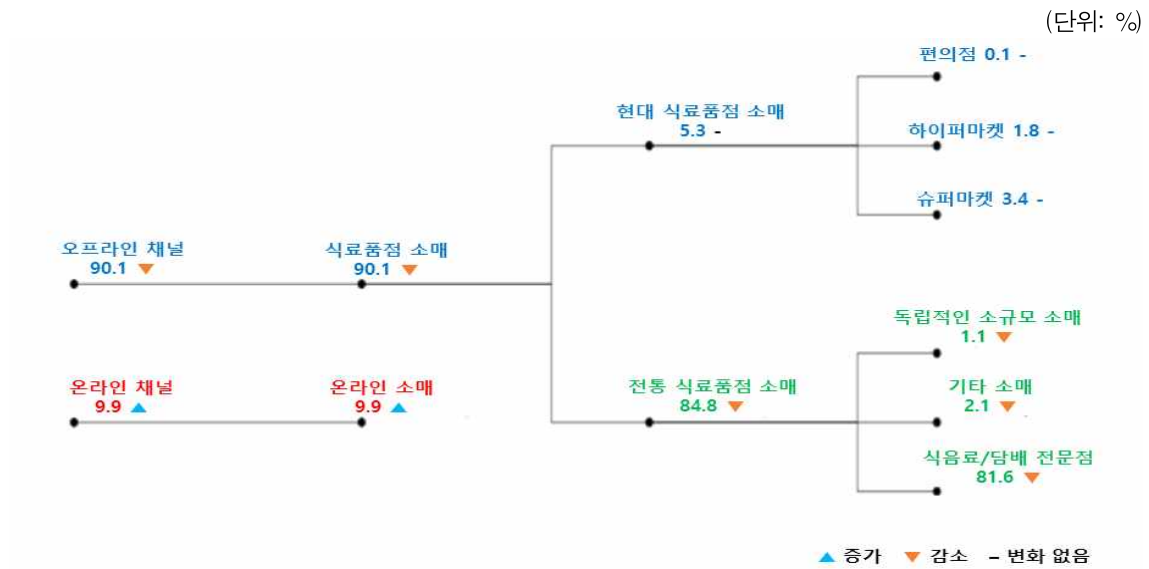 (단위: %)
편의점 0.1 -
현대 식료품점 소매
5.3 -
하이퍼마켓 1.8 -
슈퍼마켓 3.4 -
오프라인 채널
90.1 ▼
식료품점 소매
90.1 ▼
독립적인 소규모 소매
1.1 ▼
온라인 채널
9.9 ▲
온라인 소매
9.9 ▲
전통 식료품점 소매
84.8 ▼
기타 소매
2.1 ▼
식음료/담배 전문점
81.6 ▼
▲ 증가 ▼ 감소 – 변화 없음